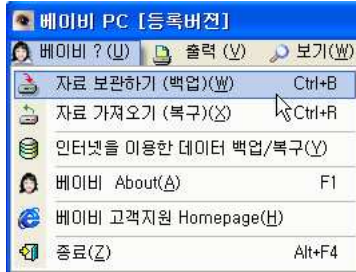 베이비 PC [등록버젼]
베이비 ? (U) 출력 (V) 보기(W)
자료 보관하기 (백업)(W) Ctrl+B
자료 가져오기 (복구)(X) Ctrl+R
인터넷을 이용한 데이터 백업/복구(Y)
베이비 About(A) F1
베이비 고객지원 Homepage(H)
종료(Z) Alt+F4